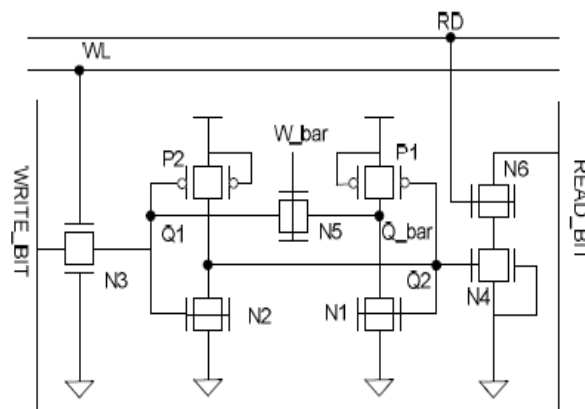 RD
WL
W_bar
P2
P1
N6
WRITE_BIT
READ_BIT
Q1
N5
Q_bar
N3
Q2
N4
N2
N1